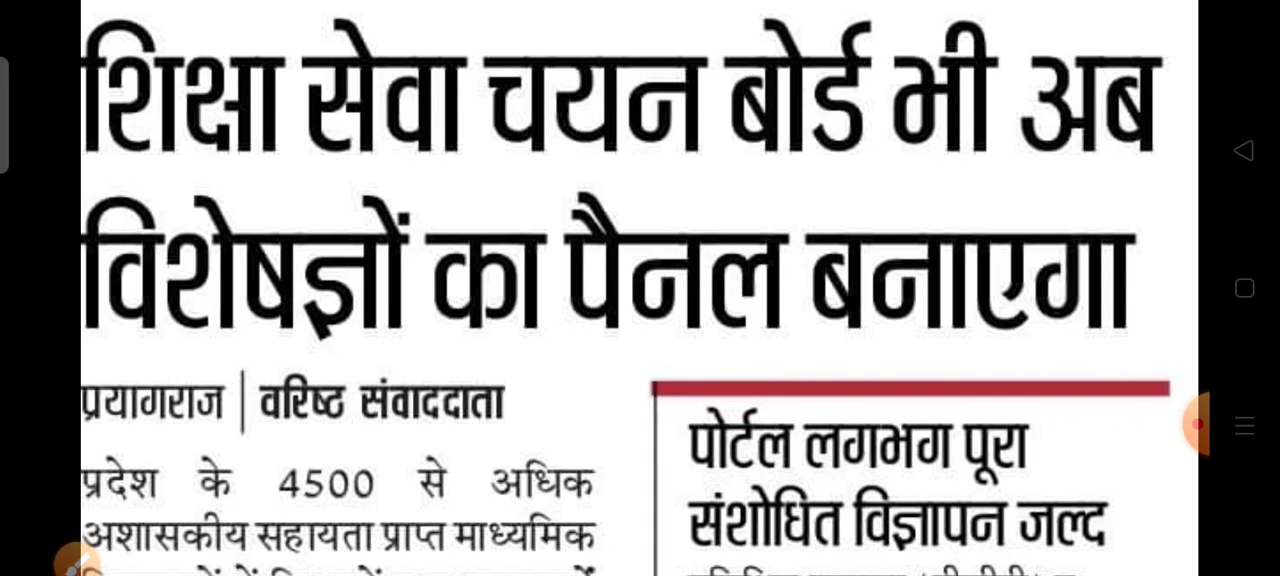 शिक्षा सेवा चयन बोर्ड भी अब
विशेषज्ञों का पैनल बनाएगा
प्रयागराज | वरिष्ठ संवाददाता
प्रदेश के 4500 से अधिक
अशासकीय सहायता प्राप्त माध्यमिक
पोर्टल लगभग पूरा
संशोधित विज्ञापन जल्द